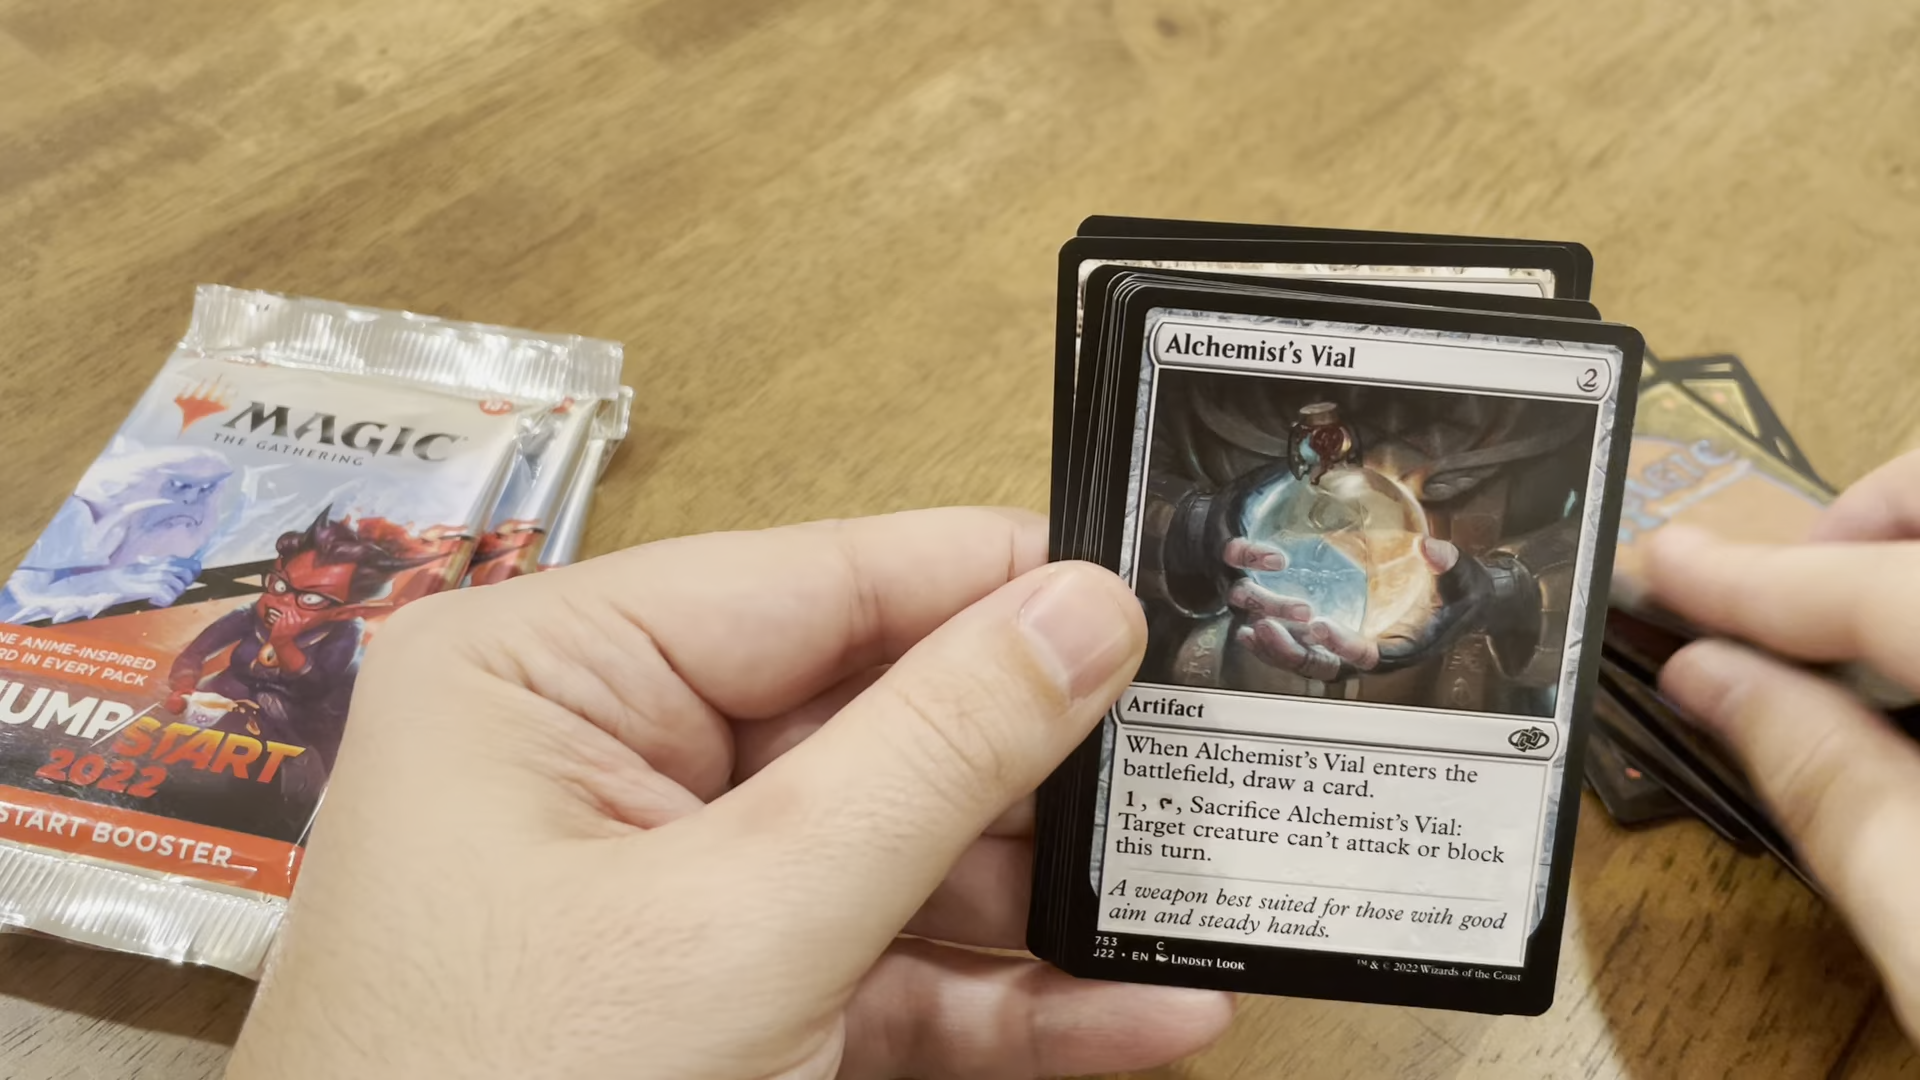 MAGIC
THE GATHERING
NE ANIME-INSPIRED
RD IN EVERY PACK
JUMP/START
2022
START BOOSTER
Alchemist's Vial
2
Artifact
When Alchemist's Vial enters the
battlefield, draw a card.
1, , Sacrifice Alchemist's Vial:
Target creature can't attack or block
this turn.
A weapon best suited for those with good
aim and steady hands.
753 C
J22 • EN LINDSEY LOOK
™ & © 2022 Wizards of the Coast
MAGIC